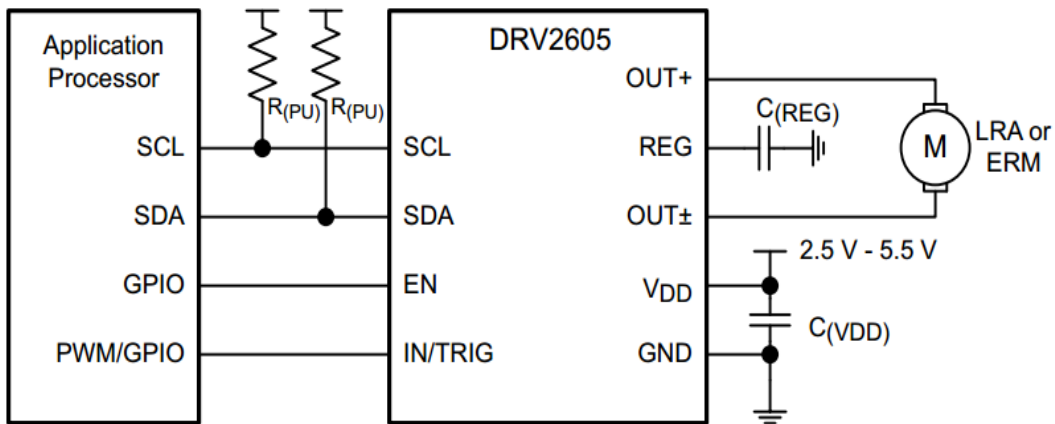 Application
Processor
SCL
SDA
GPIO
PWM/GPIO
R(PU)
R(PU)
DRV2605
SCL
SDA
EN
IN/TRIG
OUT+
REG
OUT±
VDD
GND
C(REG)
M
LRA or
ERM
2.5 V - 5.5 V
C(VDD)